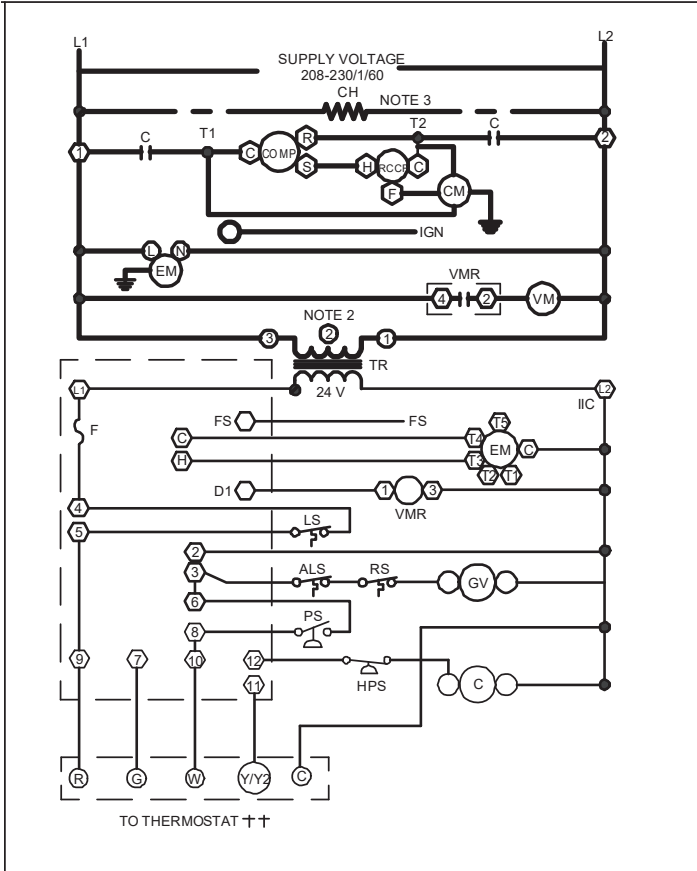 L1
L2
SUPPLY VOLTAGE
208-230/1/60
CH
NOTE 3
C
T1
T2
C
1
C
COMP
R
S
H
RCCF
C
F
CM
2
IGN
L
N
EM
VMR
4
2
VM
NOTE 2
3
2
1
TR
24 V
L1
L2
IIC
F
FS
FS
C
H
T5
T4
EM
C
T3
T2
T1
D1
1
3
VMR
4
5
LS
2
3
ALS
RS
GV
6
PS
8
9
7
10
12
HPS
C
11
R
G
W
Y/Y2
C
TO THERMOSTAT ††